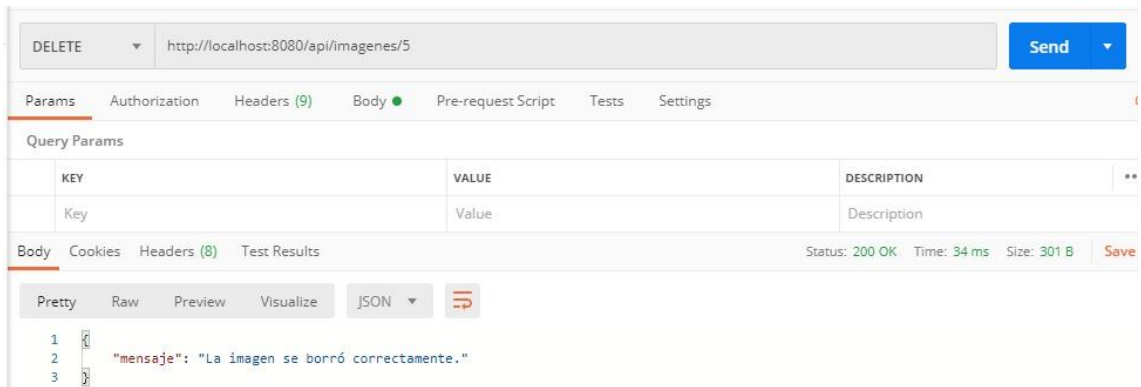 DELETE http://localhost:8080/api/imagenes/5 Send
Params Authorization Headers (9) Body Pre-request Script Tests Settings
Query Params
KEY VALUE DESCRIPTION
Key Value Description
Body Cookies Headers (8) Test Results Status: 200 OK Time: 34 ms Size: 301 B Save
Pretty Raw Preview Visualize JSON
1 {
2 "mensaje": "La imagen se borró correctamente."
3 }